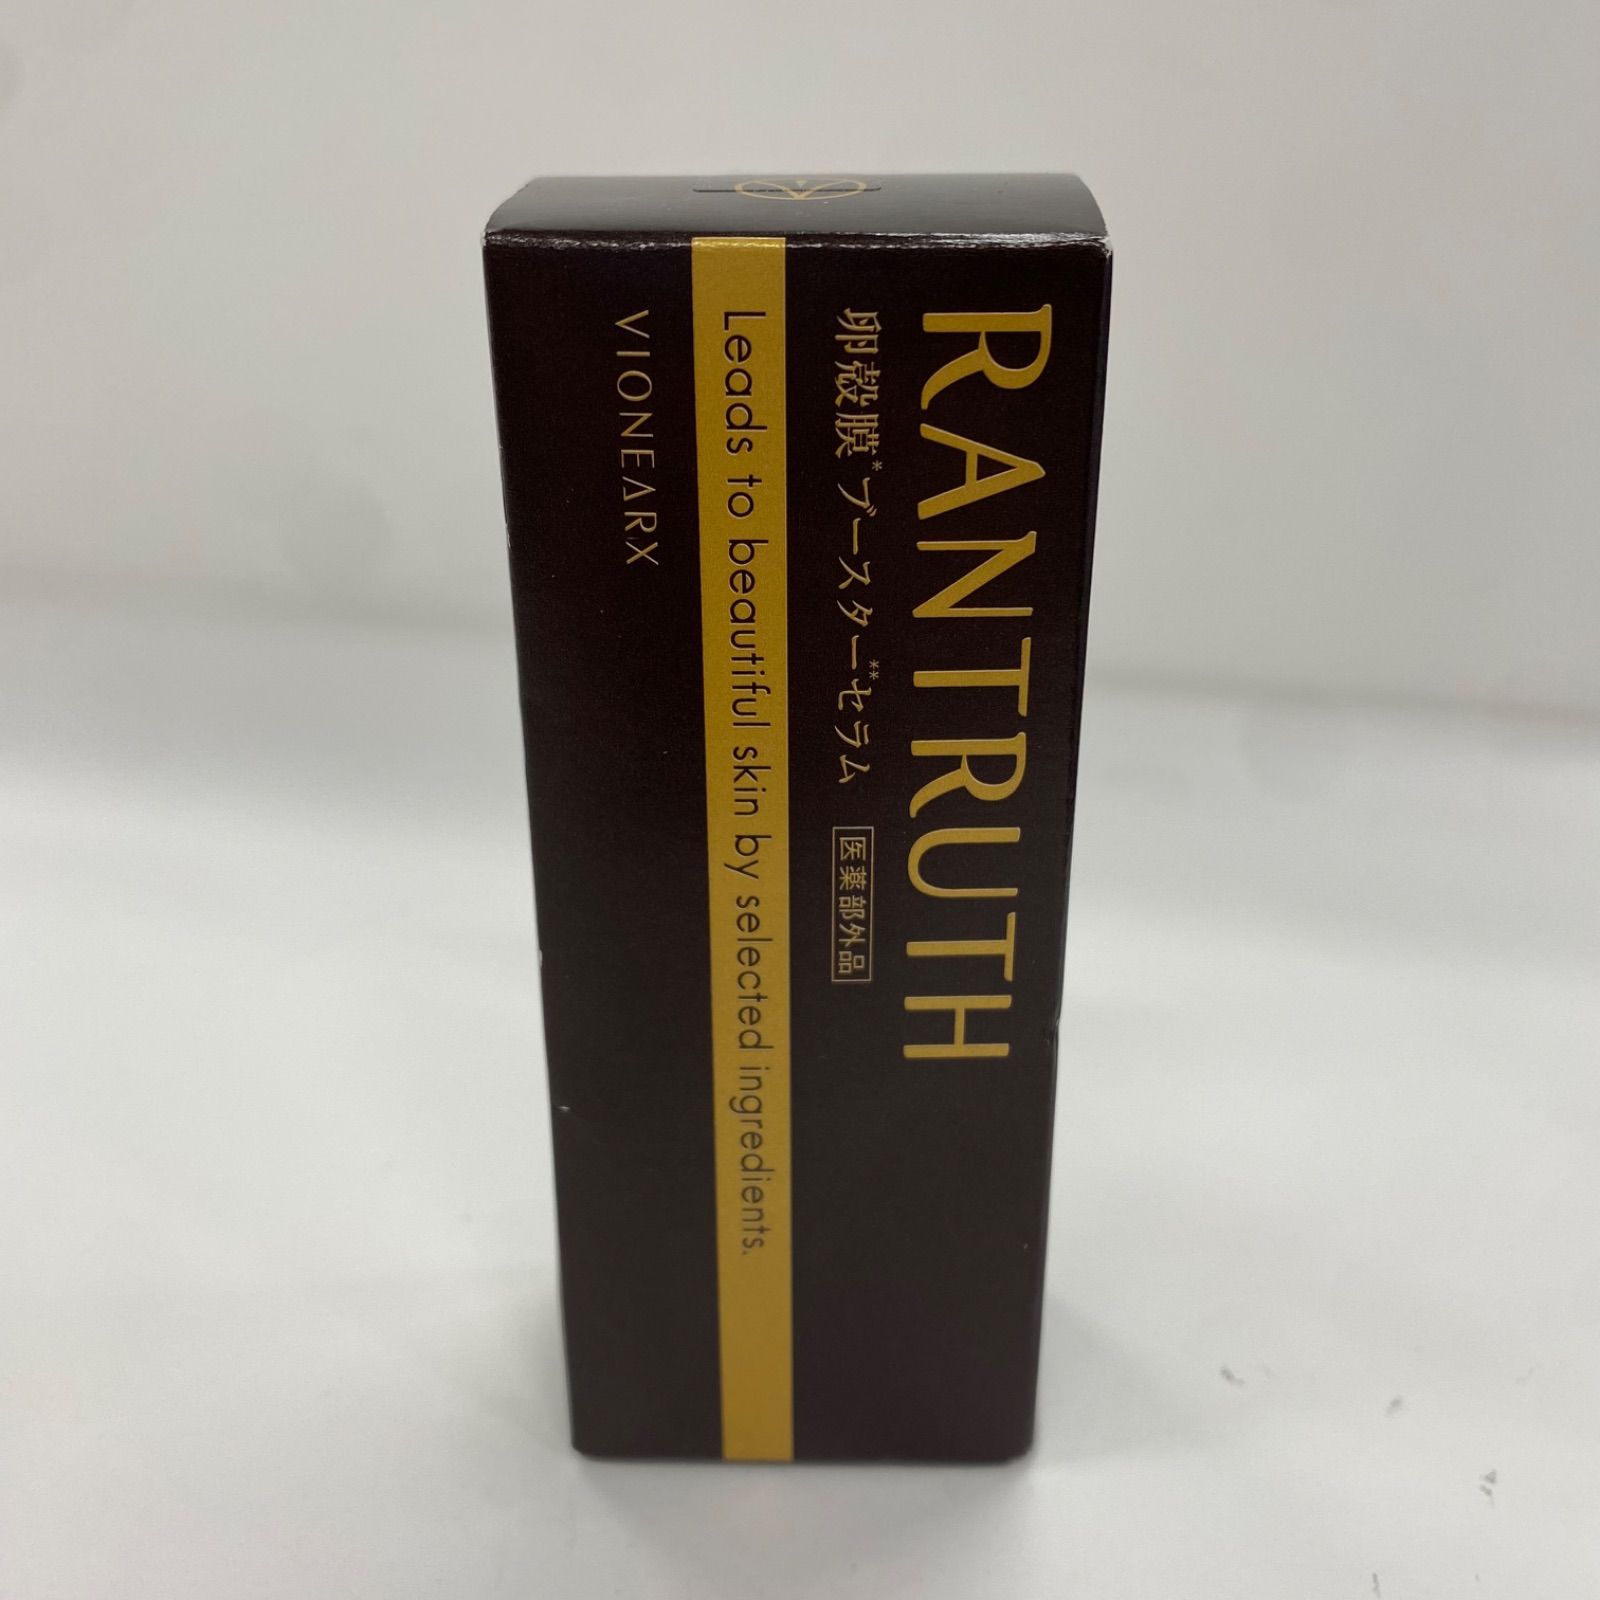 RANTRUTH
卵殻膜*ブースター**セラム
医薬部外品
Leads to beautiful skin by selected ingredients.
VIONEARX